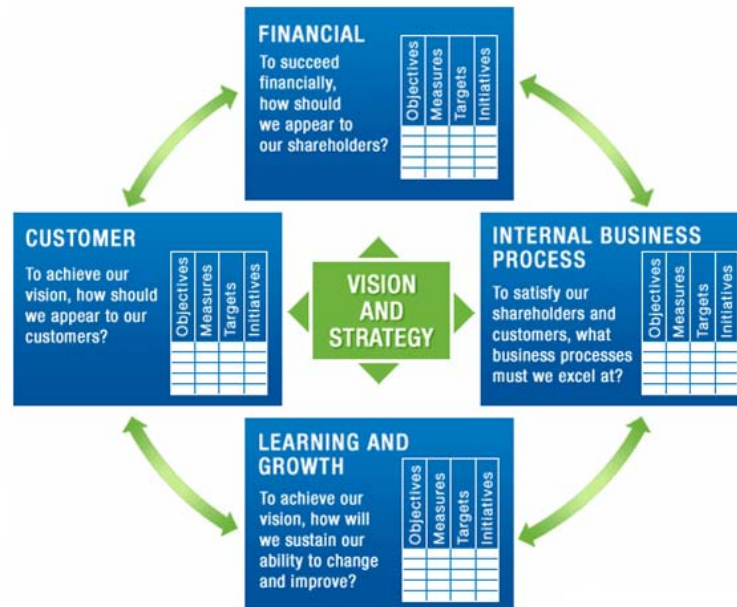 FINANCIAL
To succeed
financially,
how should
we appear to
our shareholders?
Objectives
Measures
Targets
Initiatives
CUSTOMER
To achieve our
vision, how should
we appear to our
customers?
Objectives
Measures
Targets
Initiatives
VISION
AND
STRATEGY
INTERNAL BUSINESS
PROCESS
To satisfy our
shareholders and
customers, what
business processes
must we excel at?
Objectives
Measures
Targets
Initiatives
LEARNING AND
GROWTH
To achieve our
vision, how will
we sustain our
ability to change
and improve?
Objectives
Measures
Targets
Initiatives